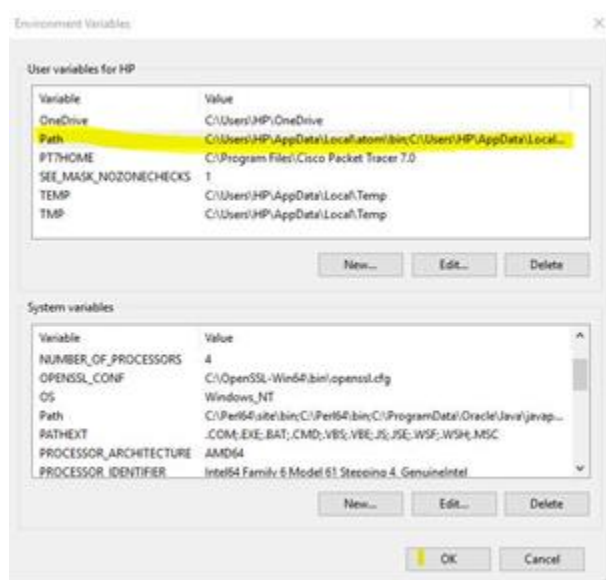 Environment Variables
User variables for HP
Variable Value
OneDrive C:\Users\HP\OneDrive
Path C:\Users\HP\AppData\Local\atom\bin;C:\Users\HP\AppData\Local...
PT7HOME C:\Program Files\Cisco Packet Tracer 7.0
SEE_MASK_NOZONECHECKS 1
TEMP C:\Users\HP\AppData\Local\Temp
TMP C:\Users\HP\AppData\Local\Temp
New... Edit... Delete
System variables
Variable Value
NUMBER_OF_PROCESSORS 4
OPENSSL_CONF C:\OpenSSL-Win64\bin\openssl.cfg
OS Windows_NT
Path C:\Perl64\site\bin;C:\Perl64\bin;C:\ProgramData\Oracle\Java\javap...
PATHEXT .COM;.EXE;.BAT;.CMD;.VBS;.VBE;.JS;.JSE;.WSF;.WSH;.MSC
PROCESSOR_ARCHITECTURE AMD64
PROCESSOR_IDENTIFIER Intel64 Family 6 Model 61 Stepping 4, GenuineIntel
New... Edit... Delete
OK Cancel